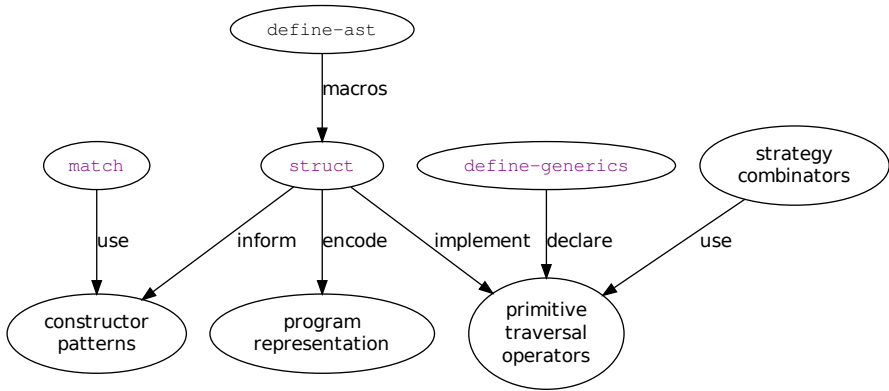 define-ast
macros
match
struct
define-generics
strategy
combinators
use
inform
encode
implement
declare
use
constructor
patterns
program
representation
primitive
traversal
operators